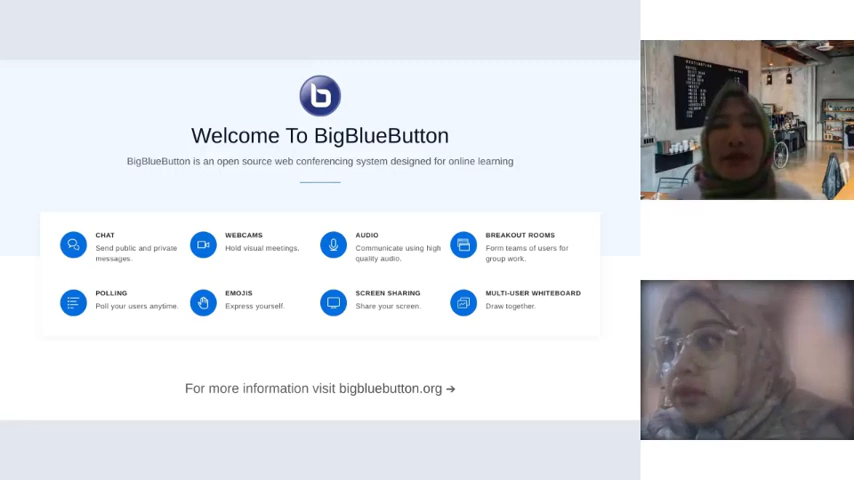 Welcome To BigBlueButton
BigBlueButton is an open source web conferencing system designed for online learning
CHAT
Send public and private
messages.
WEBCAMS
Hold visual meetings.
AUDIO
Communicate using high
quality audio.
BREAKOUT ROOMS
Form teams of users for
group work.
POLLING
Poll your users anytime.
EMOJIS
Express yourself.
SCREEN SHARING
Share your screen.
MULTI-USER WHITEBOARD
Draw together.
For more information visit bigbluebutton.org →